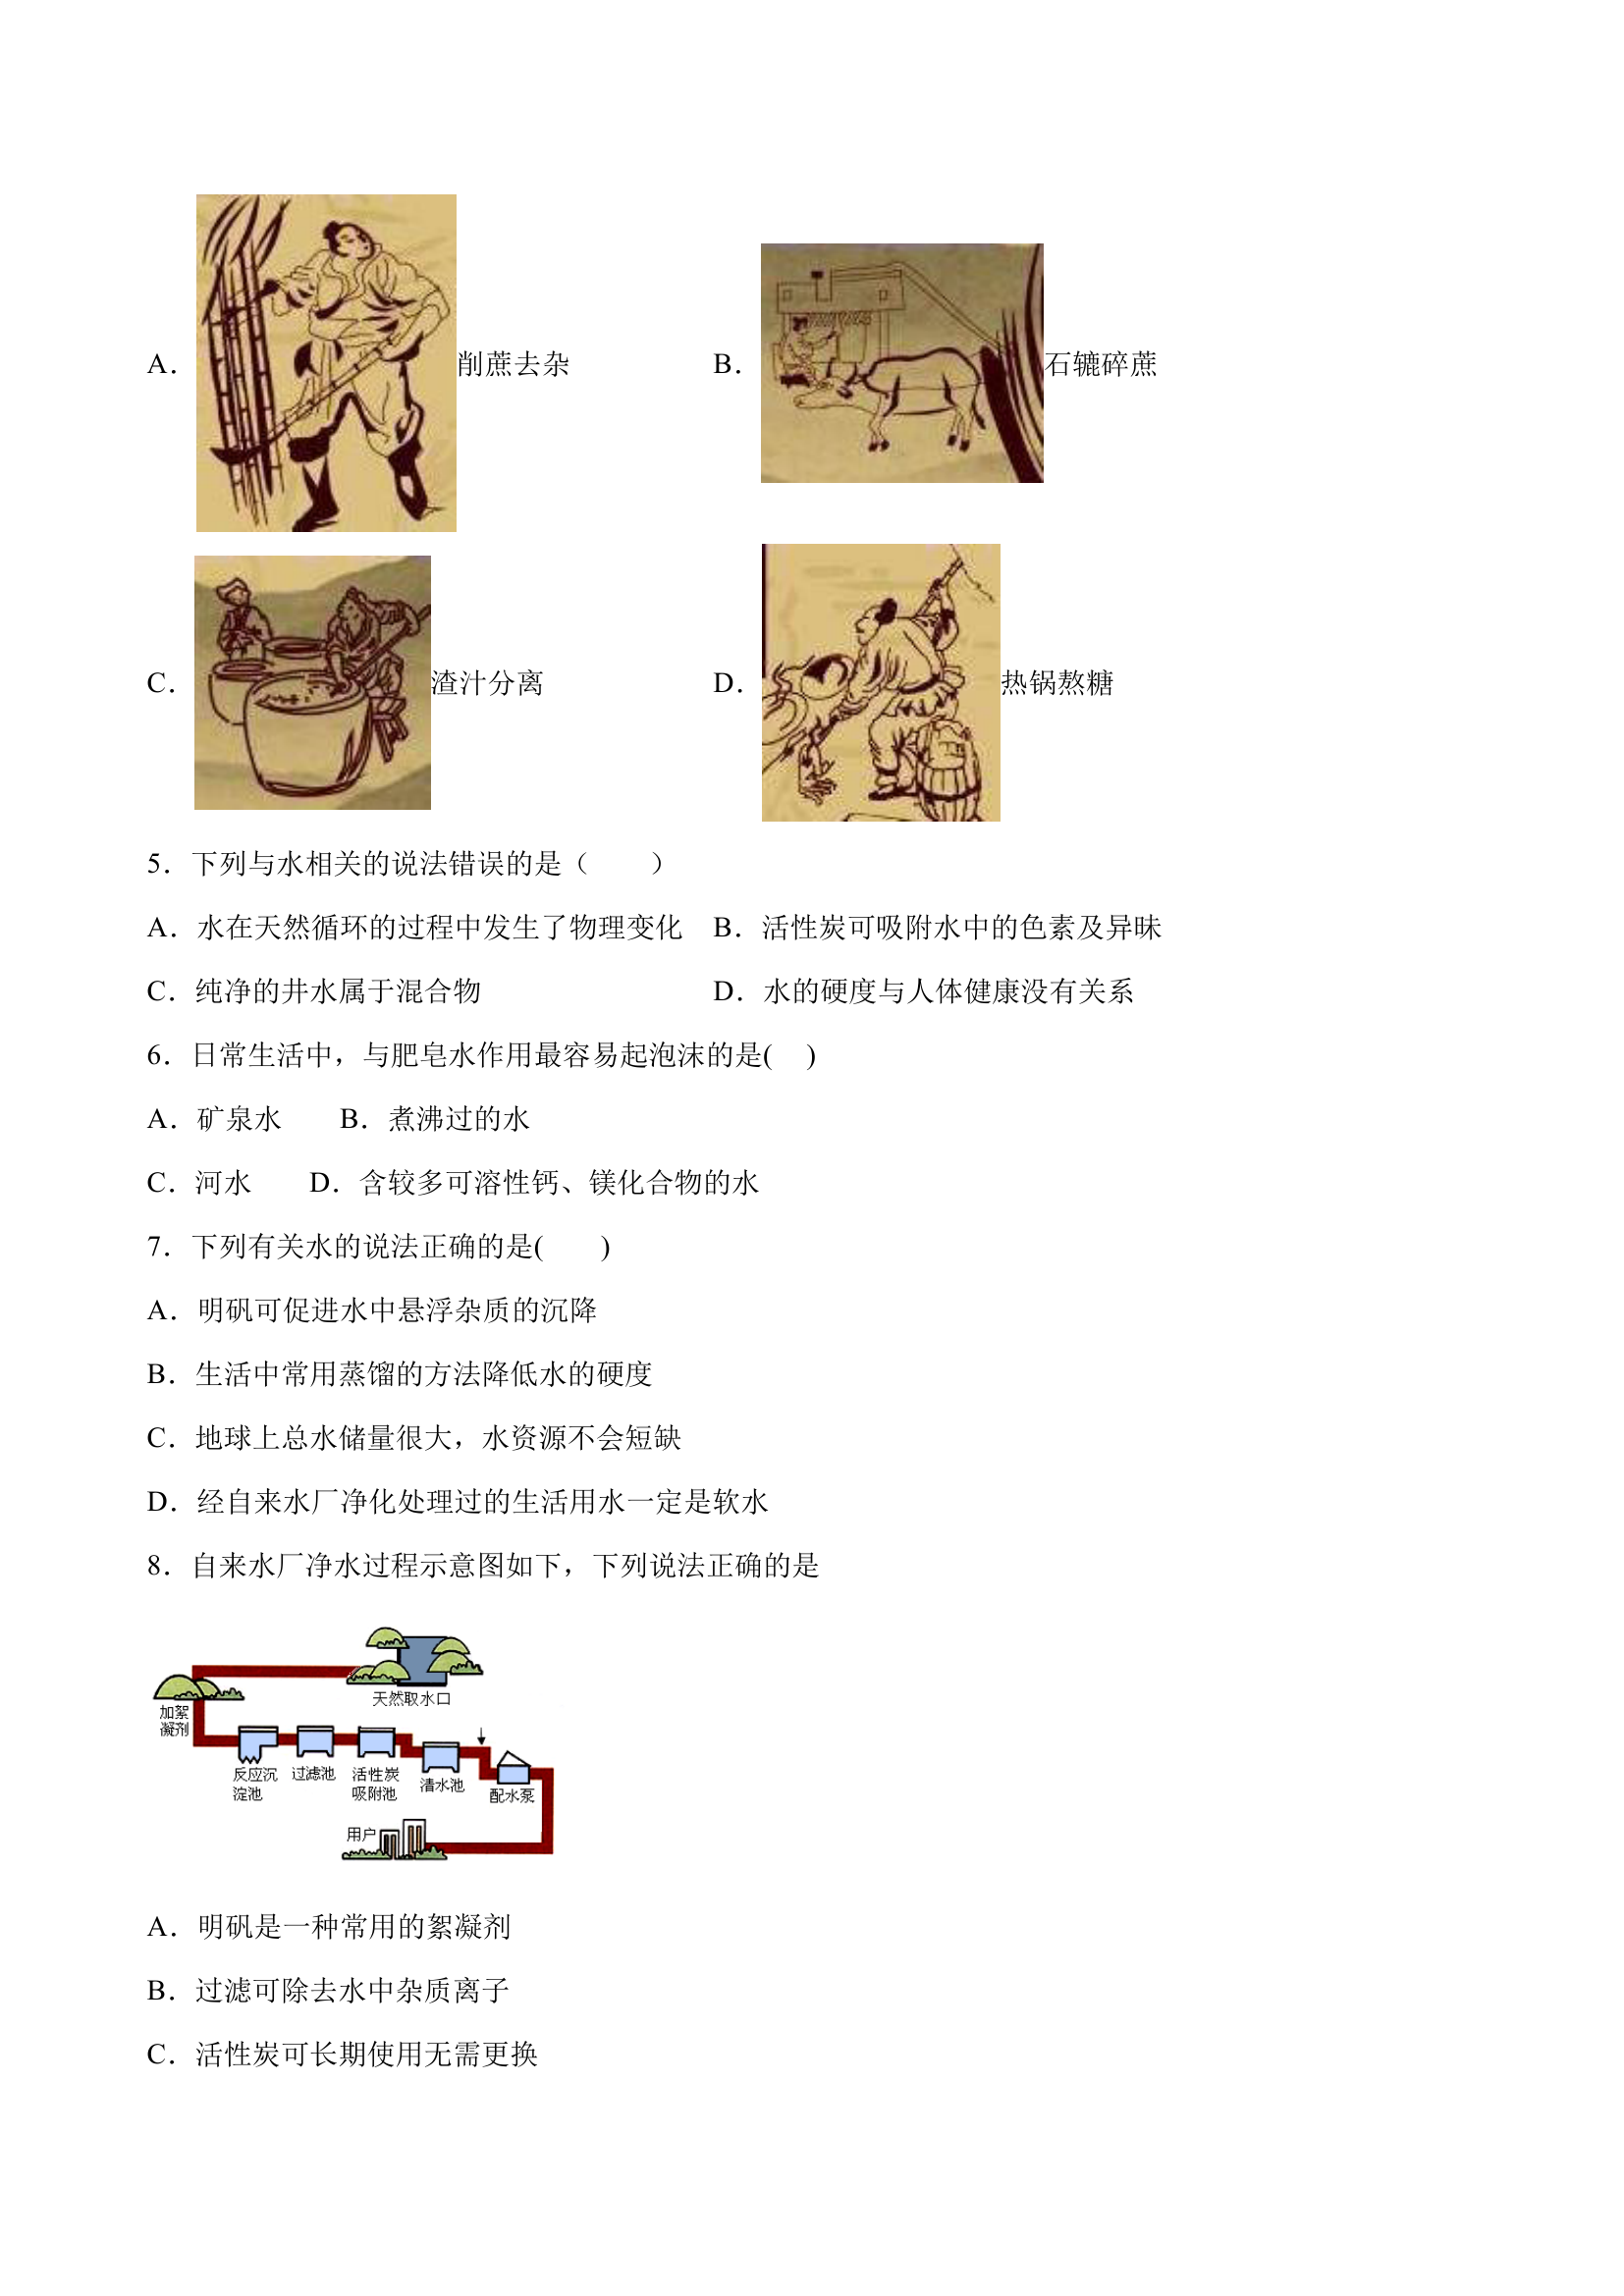 A．削蔗去杂 B．石辘碎蔗
C．渣汁分离 D．热锅熬糖
5．下列与水相关的说法错误的是（　　）
A．水在天然循环的过程中发生了物理变化 B．活性炭可吸附水中的色素及异味
C．纯净的井水属于混合物 D．水的硬度与人体健康没有关系
6．日常生活中，与肥皂水作用最容易起泡沫的是( )
A．矿泉水 B．煮沸过的水
C．河水 D．含较多可溶性钙、镁化合物的水
7．下列有关水的说法正确的是(　　)
A．明矾可促进水中悬浮杂质的沉降
B．生活中常用蒸馏的方法降低水的硬度
C．地球上总水储量很大，水资源不会短缺
D．经自来水厂净化处理过的生活用水一定是软水
8．自来水厂净水过程示意图如下，下列说法正确的是
天然取水口
加絮
凝剂
反应沉
淀池
过滤池
活性炭
吸附池
清水池
配水泵
用户
A．明矾是一种常用的絮凝剂
B．过滤可除去水中杂质离子
C．活性炭可长期使用无需更换